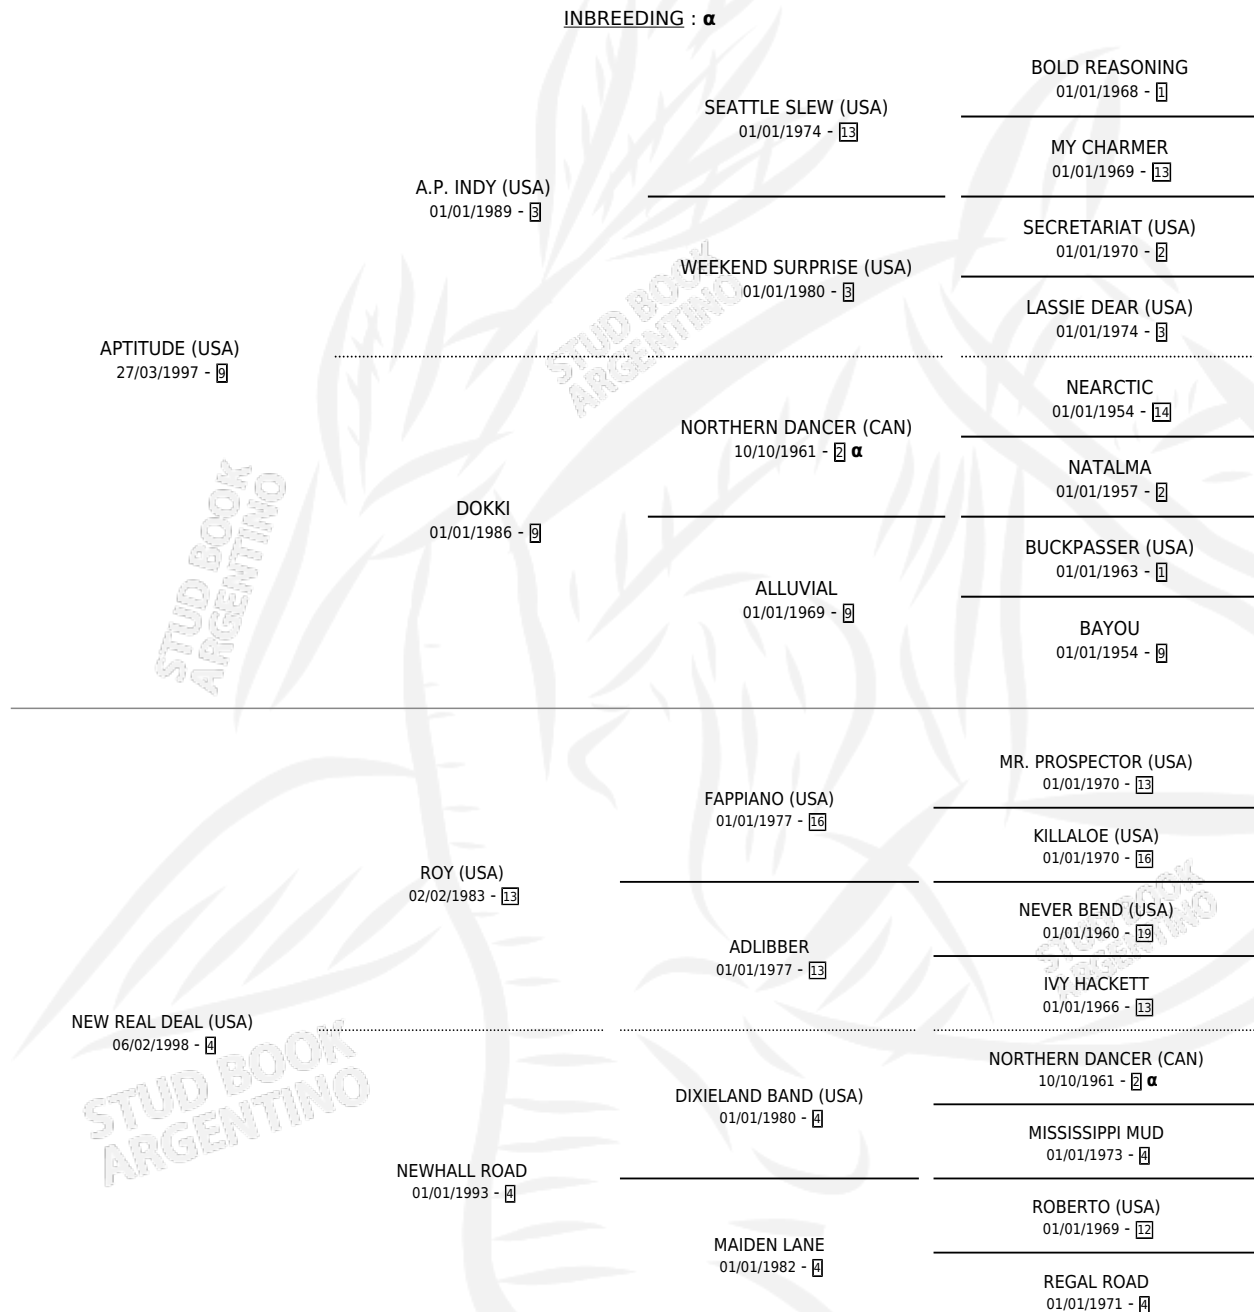 INBREEDING : α
BOLD REASONING
01/01/1968 - 1
SEATTLE SLEW (USA)
01/01/1974 - 13
MY CHARMER
01/01/1969 - 13
A.P. INDY (USA)
01/01/1989 - 3
SECRETARIAT (USA)
01/01/1970 - 2
WEEKEND SURPRISE (USA)
01/01/1980 - 3
LASSIE DEAR (USA)
01/01/1974 - 3
APTITUDE (USA)
27/03/1997 - 9
NEARCTIC
01/01/1954 - 14
NORTHERN DANCER (CAN)
10/10/1961 - 2 α
NATALMA
01/01/1957 - 2
DOKKI
01/01/1986 - 9
BUCKPASSER (USA)
01/01/1963 - 1
ALLUVIAL
01/01/1969 - 9
BAYOU
01/01/1954 - 9
MR. PROSPECTOR (USA)
01/01/1970 - 13
FAPPIANO (USA)
01/01/1977 - 16
KILLALOE (USA)
01/01/1970 - 16
ROY (USA)
02/02/1983 - 13
NEVER BEND (USA)
01/01/1960 - 19
ADLIBBER
01/01/1977 - 13
IVY HACKETT
01/01/1966 - 13
NEW REAL DEAL (USA)
06/02/1998 - 4
NORTHERN DANCER (CAN)
10/10/1961 - 2 α
DIXIELAND BAND (USA)
01/01/1980 - 4
MISSISSIPPI MUD
01/01/1973 - 4
NEWHALL ROAD
01/01/1993 - 4
ROBERTO (USA)
01/01/1969 - 12
MAIDEN LANE
01/01/1982 - 4
REGAL ROAD
01/01/1971 - 4
STUD BOOK
ARGENTINO
STUD BOOK
ARGENTINO
STUD BOOK
ARGENTINO
STUD BOOK
ARGENTINO